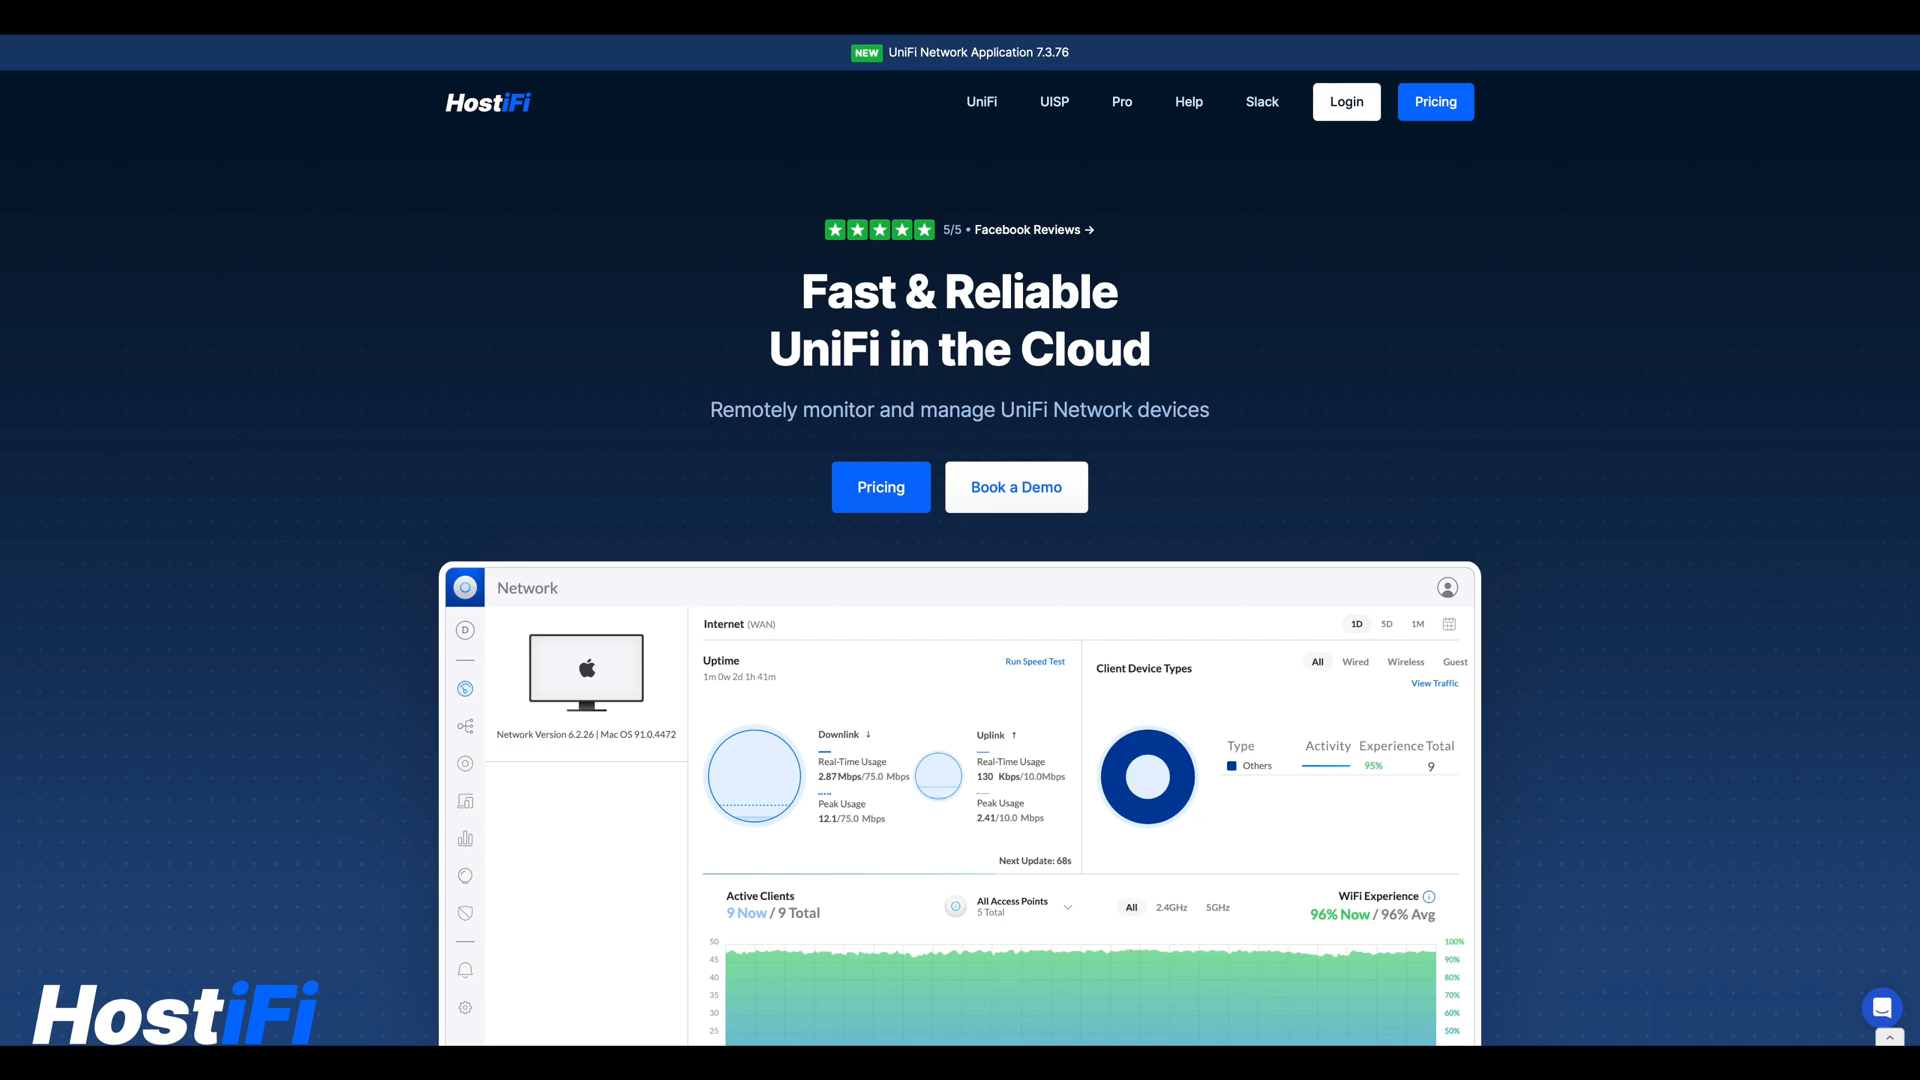 NEW UniFi Network Application 7.3.76
HostiFi
UniFi UISP Pro Help Slack Login Pricing
5/5 • Facebook Reviews →
Fast & Reliable
UniFi in the Cloud
Remotely monitor and manage UniFi Network devices
Pricing Book a Demo
Network
D
Network Version 6.2.26 | Mac OS 91.0.4472
Internet (WAN)
1D 5D 1M
Uptime
1m 0w 2d 1h 41m
Run Speed Test
Downlink ↓
Real-Time Usage
2.87 Mbps/75.0 Mbps
Peak Usage
12.1/75.0 Mbps
Uplink ↑
Real-Time Usage
130 Kbps/10.0Mbps
Peak Usage
2.41/10.0 Mbps
Next Update: 68s
Client Device Types
All Wired Wireless Guest
View Traffic
Type Activity Experience Total
Others 95% 9
Active Clients
9 Now / 9 Total
All Access Points
5 Total
All 2.4GHz 5GHz
WiFi Experience
96% Now / 96% Avg
50 100%
45 90%
40 80%
35 70%
30 60%
25 50%
HostiFi